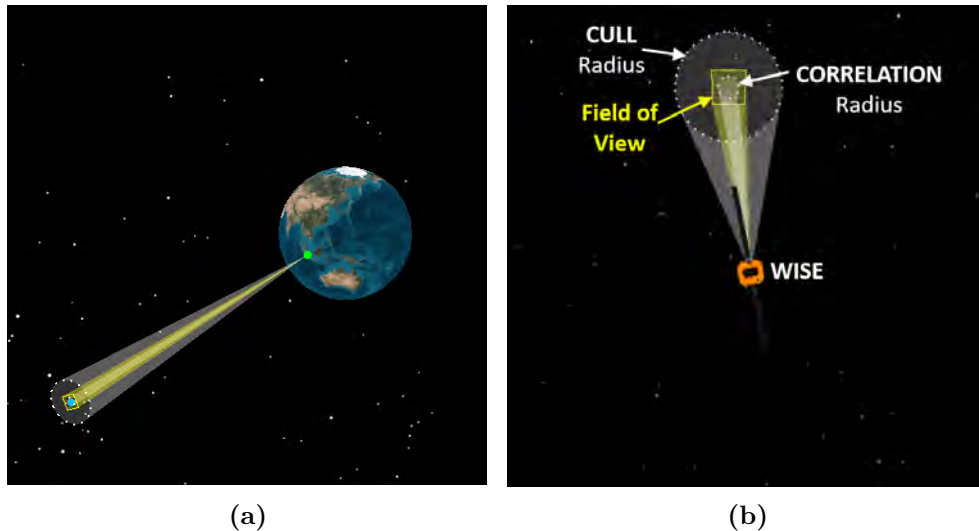 CULL
Radius
CORRELATION
Radius
Field of
View
WISE
(a)
(b)